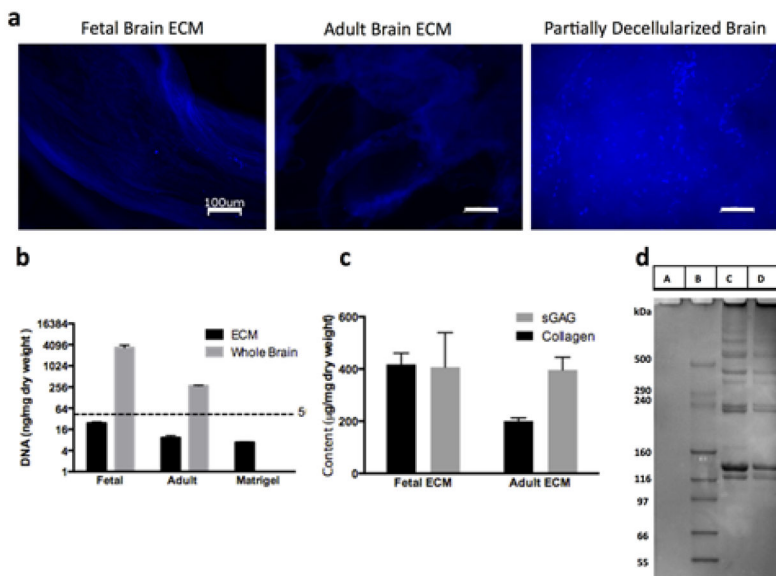 a
Fetal Brain ECM
Adult Brain ECM
Partially Decellularized Brain
100um
b
DNA (ng/mg dry weight)
16384
4096
1024
256
64
16
4
1
ECM
Whole Brain
5
Fetal
Adult
Matrigel
c
Content (μg/mg dry weight)
600
400
200
0
sGAG
Collagen
Fetal ECM
Adult ECM
d
A B C D
kDa
500
290
240
160
116
97
66
55